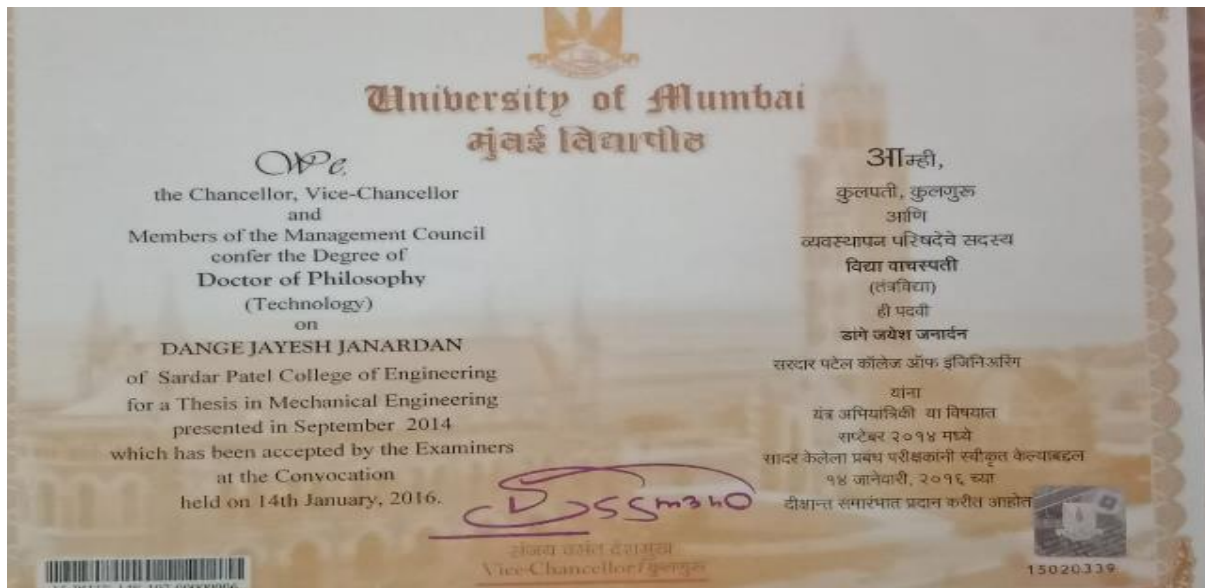 University of Mumbai
मुंबई विद्यापीठ
We,
the Chancellor, Vice-Chancellor
and
Members of the Management Council
confer the Degree of
Doctor of Philosophy
(Technology)
on
DANGE JAYESH JANARDAN
of Sardar Patel College of Engineering
for a Thesis in Mechanical Engineering
presented in September 2014
which has been accepted by the Examiners
at the Convocation
held on 14th January, 2016.
आम्ही,
कुलपती, कुलगुरू
आणि
व्यवस्थापन परिषदेचे सदस्य
विद्या वाचस्पती
(तंत्रविद्या)
ही पदवी
डांगे जयेश जनार्दन
सरदार पटेल कॉलेज ऑफ इंजिनिअरिंग
यांना
यंत्र अभियांत्रिकी या विषयात
सप्टेंबर २०१४ मध्ये
सादर केलेला प्रबंध परीक्षकांनी स्वीकृत केल्याबद्दल
१४ जानेवारी, २०१६ च्या
दीक्षान्त समारंभात प्रदान करीत आहोत
संजय वसंत देशमुख
Vice-Chancellor/कुलगुरू
15020339